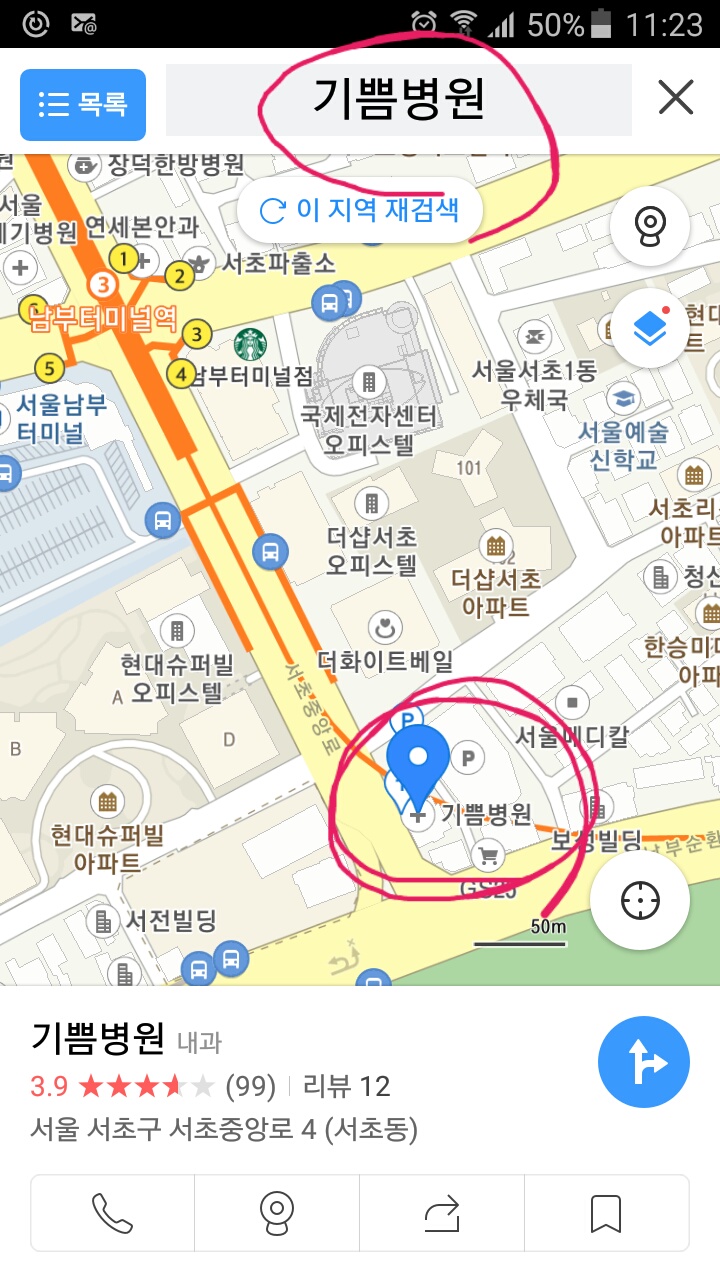 50% 11:23
목록
기쁨병원
장덕한방병원
서울
연세본안과
이 지역 재검색
1
2
서초파출소
3
남부터미널역
3
4
5
남부터미널점
서울남부
터미널
국제전자센터
오피스텔
서울서초1동
우체국
현대
서울예술
신학교
101
더샵서초
오피스텔
더샵서초
아파트
서초리
아파트
청신
현대슈퍼빌
오피스텔
A
더화이트베일
한승미
서초중앙로
B
D
P
P
서울메디칼
기쁨병원
보성빌딩
현대슈퍼빌
아파트
GS25
남부순환
서전빌딩
50m
기쁨병원 내과
3.9 (99) 리뷰 12
서울 서초구 서초중앙로 4 (서초동)